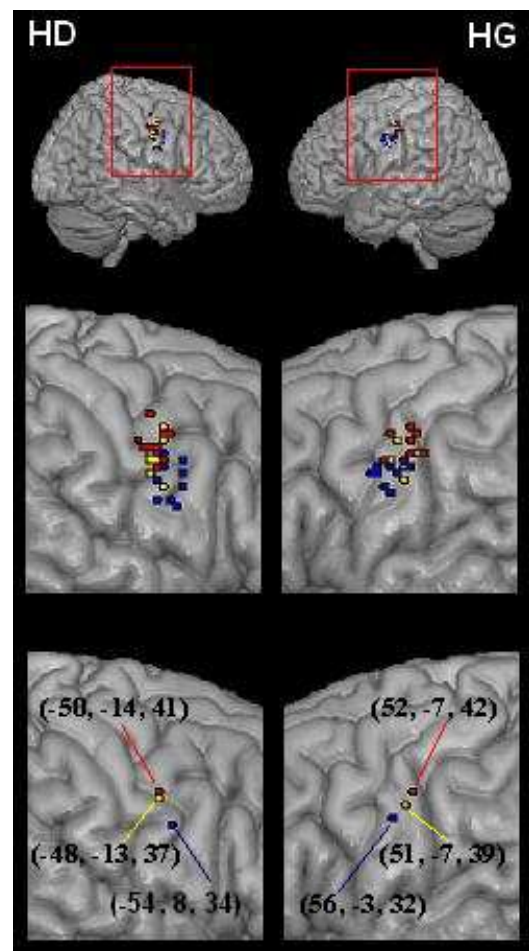 HD HG
(-50, -14, 41) (52, -7, 42)
(-48, -13, 37) (51, -7, 39)
(-54, 8, 34) (56, -3, 32)